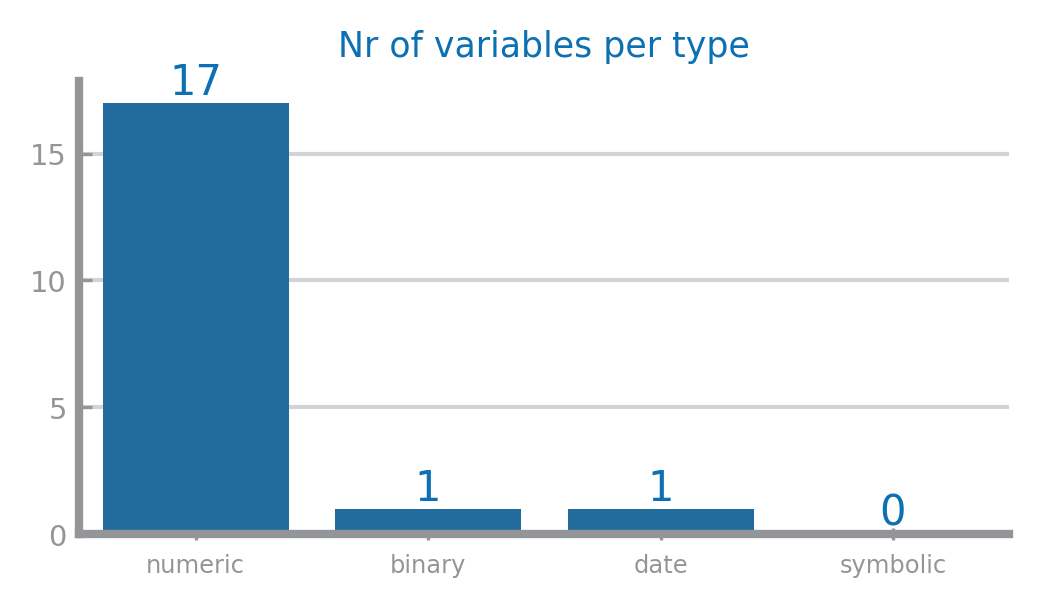 Nr of variables per type
17
15
10
5
1
1
0
0
numeric
binary
date
symbolic